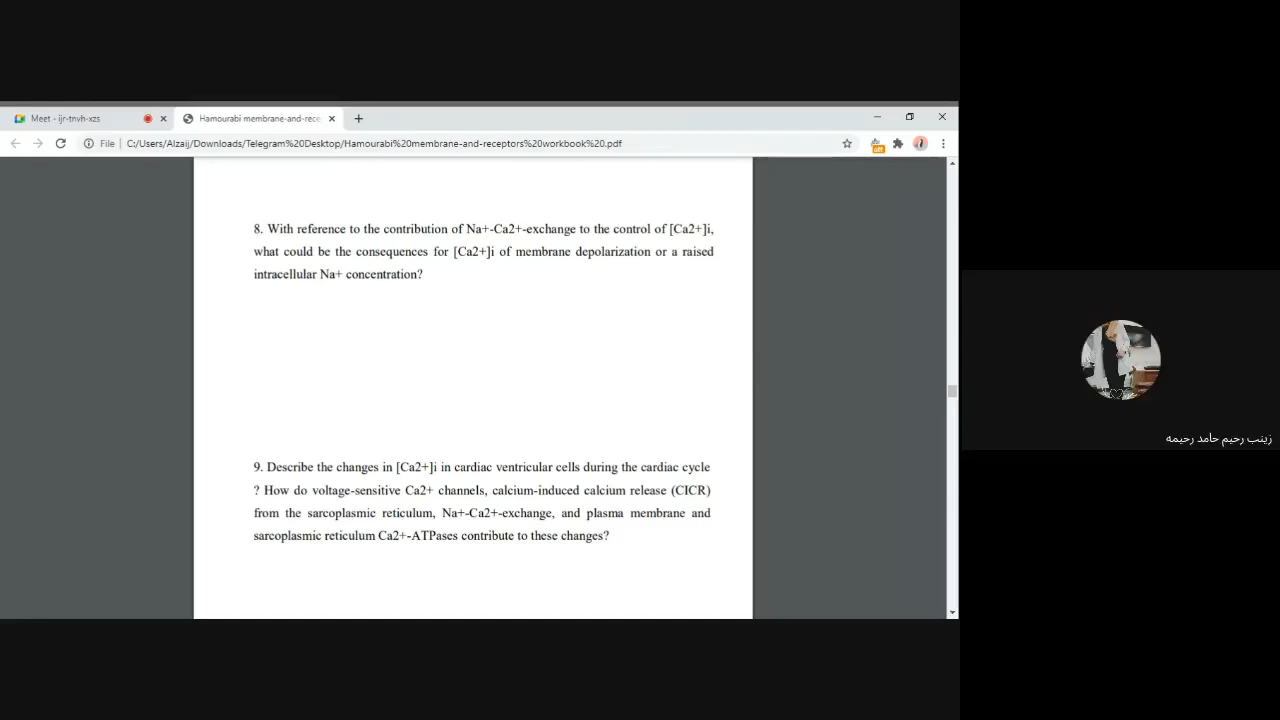 Meet - ijr-tnvh-xzs
Hamourabi membrane-and-rece
File
C:/Users/Alzaij/Downloads/Telegram%20Desktop/Hamourabi%20membrane-and-receptors%20workbook%20.pdf
off
8. With reference to the contribution of Na+-Ca2+-exchange to the control of [Ca2+]i,
what could be the consequences for [Ca2+]i of membrane depolarization or a raised
intracellular Na+ concentration?
9. Describe the changes in [Ca2+]i in cardiac ventricular cells during the cardiac cycle
? How do voltage-sensitive Ca2+ channels, calcium-induced calcium release (CICR)
from the sarcoplasmic reticulum, Na+-Ca2+-exchange, and plasma membrane and
sarcoplasmic reticulum Ca2+-ATPases contribute to these changes?
زينب رحيم حامد رحيمه